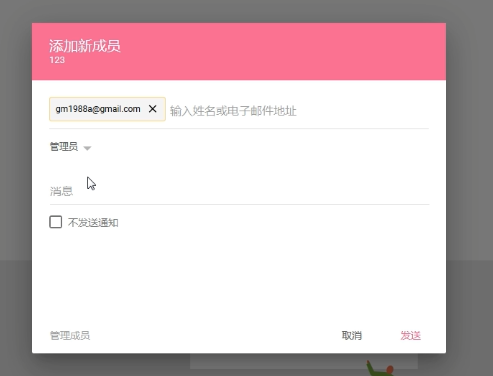 添加新成员
123
gm1988a@gmail.com 输入姓名或电子邮件地址
管理员
消息
不发送通知
管理成员 取消 发送